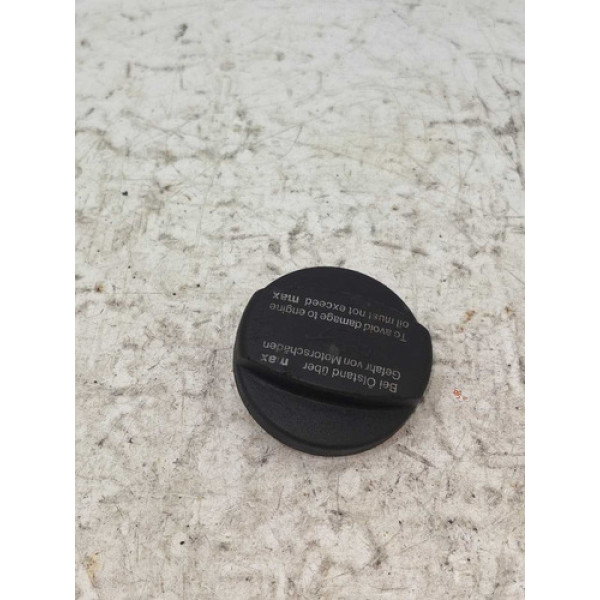 Bei Ölstand über
max
Gefahr von Motorschäden
To avoid damage to engine
oil must not exceed max